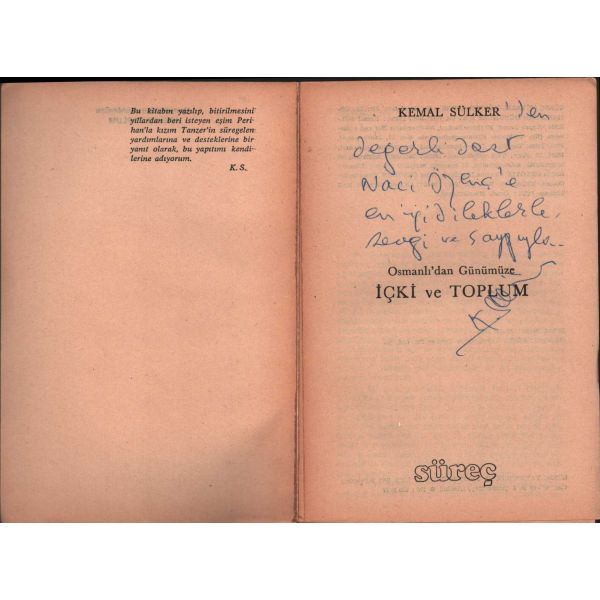 Bu kitabın yazılıp, bitirilmesini
yıllardan beri isteyen eşim Peri-
han'la kızım Tanzer'in süregelen
yardımlarına ve desteklerine bir
yanıt olarak, bu yapıtımı kendi-
lerine adıyorum.
K.S.
KEMAL SÜLKER'den
değerli dost
Naci
en iyi dileklerle,
sevgi ve saygıyla..
Osmanlı'dan Günümüze
İÇKİ ve TOPLUM
süreç